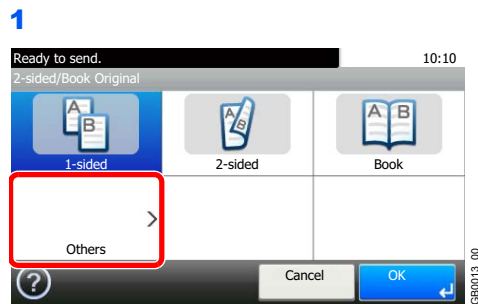 1
Ready to send. 10:10
2-sided/Book Original
A B A B A B
1-sided 2-sided Book
Others
? Cancel OK
GB0013_00